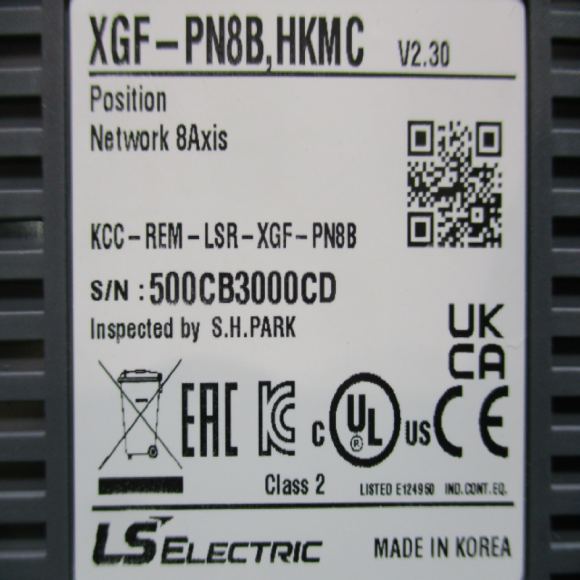 XGF-PN8B,HKMC V2.30
Position
Network 8Axis
KCC-REM-LSR-XGF-PN8B
S/N : 500CB3000CD
Inspected by S.H.PARK
UK
CA
EAC KC c UL ® US CE
Class 2 LISTED E124950 IND.CONT.EQ.
LS ELECTRIC MADE IN KOREA